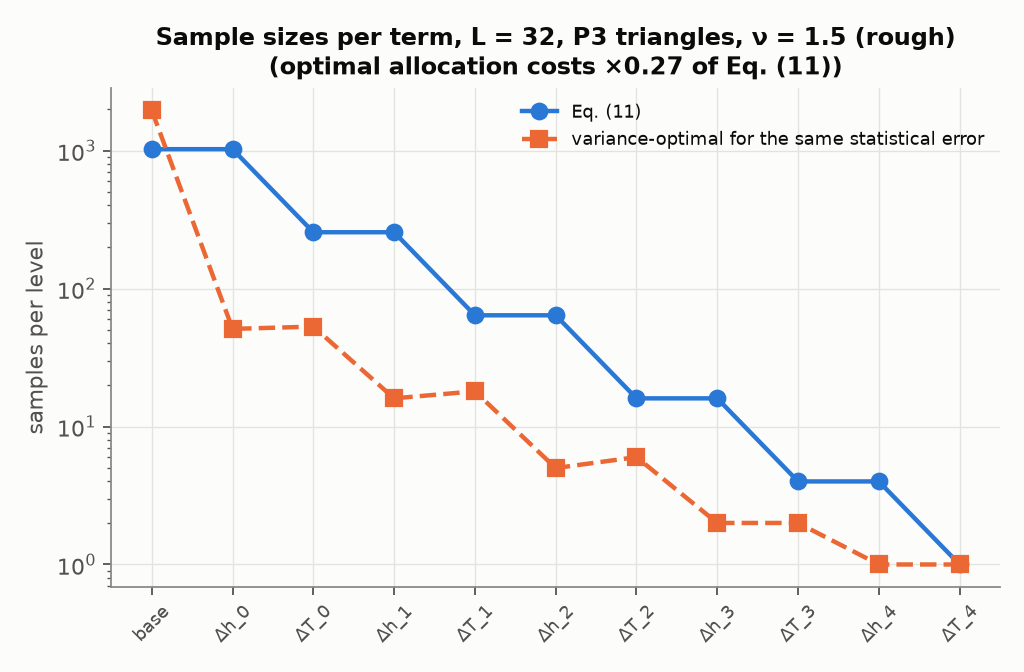 Sample sizes per term, L = 32, P3 triangles, ν = 1.5 (rough)
(optimal allocation costs ×0.27 of Eq. (11))
Eq. (11)
variance-optimal for the same statistical error
samples per level
10³
10²
10¹
10⁰
base
Δh_0
ΔT_0
Δh_1
ΔT_1
Δh_2
ΔT_2
Δh_3
ΔT_3
Δh_4
ΔT_4